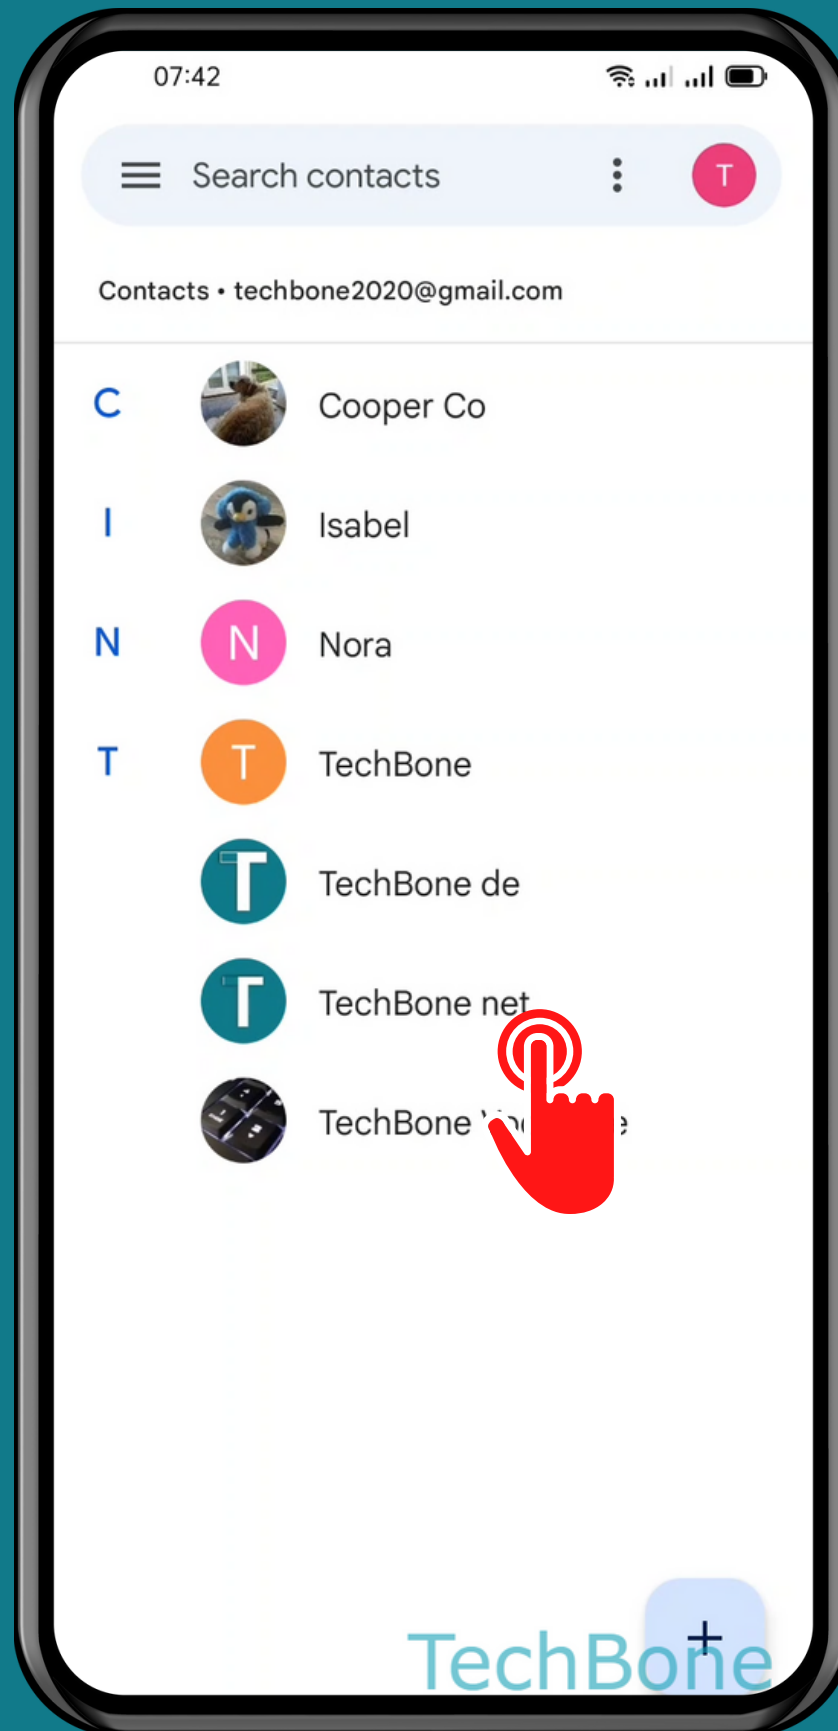 07:42
Search contacts
T
Contacts • techbone2020@gmail.com
C
Cooper Co
I
Isabel
N
N
Nora
T
T
TechBone
T
TechBone de
T
TechBone net
TechBone
+
TechBone